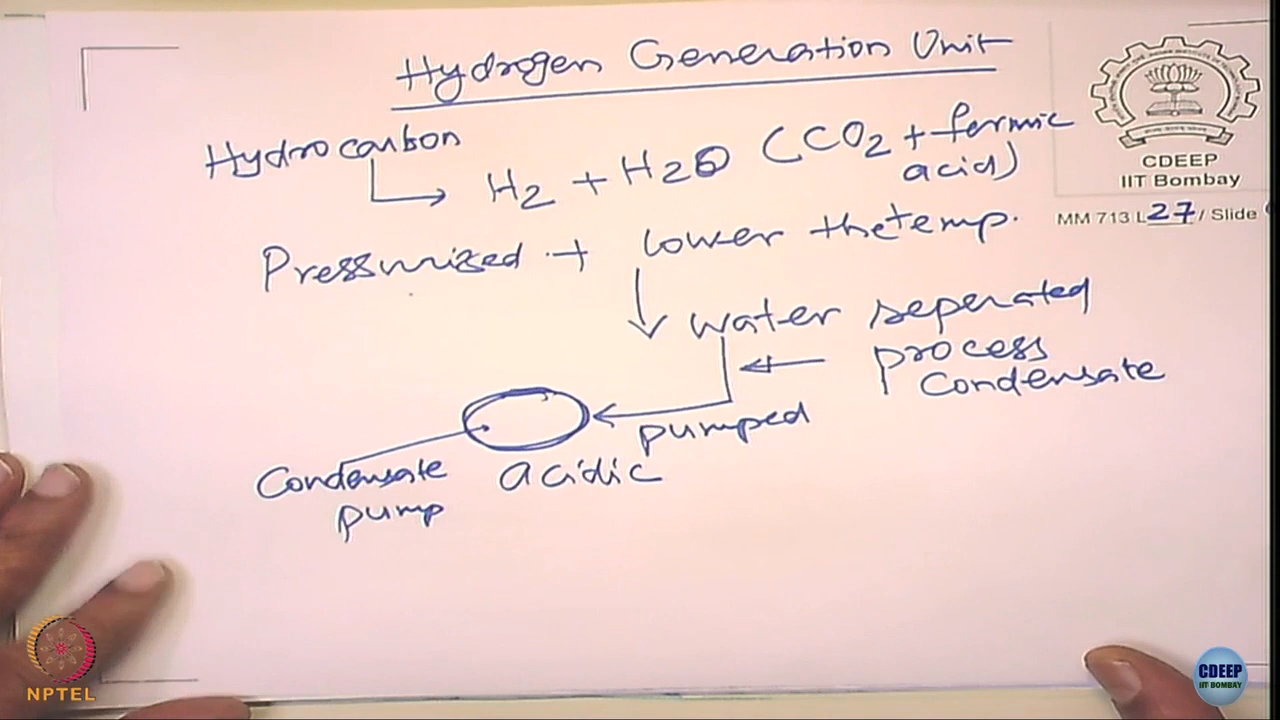 Hydrogen Generation Unit
Hydrocarbon
H2 + H2O (CO2 + formic
acid)
CDEEP
IIT Bombay
MM 713 L27 / Slide
Pressurized + lower the temp.
water seperated
process
Condensate
pumped
Condensate
pump
acidic
NPTEL
CDEEP
IIT BOMBAY